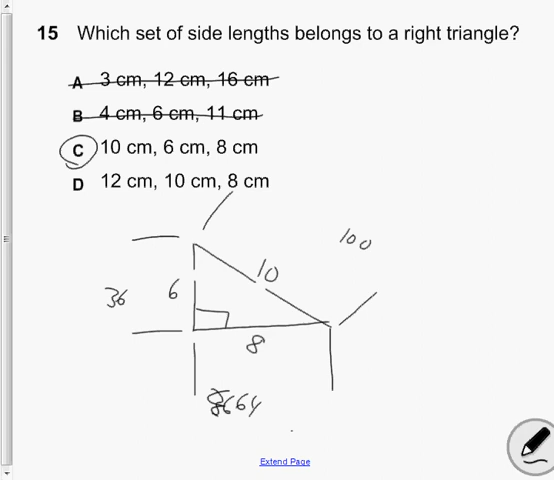 15 Which set of side lengths belongs to a right triangle?
A 3 cm, 12 cm, 16 cm
B 4 cm, 6 cm, 11 cm
C 10 cm, 6 cm, 8 cm
D 12 cm, 10 cm, 8 cm
100
10
36 6
8
64
Extend Page